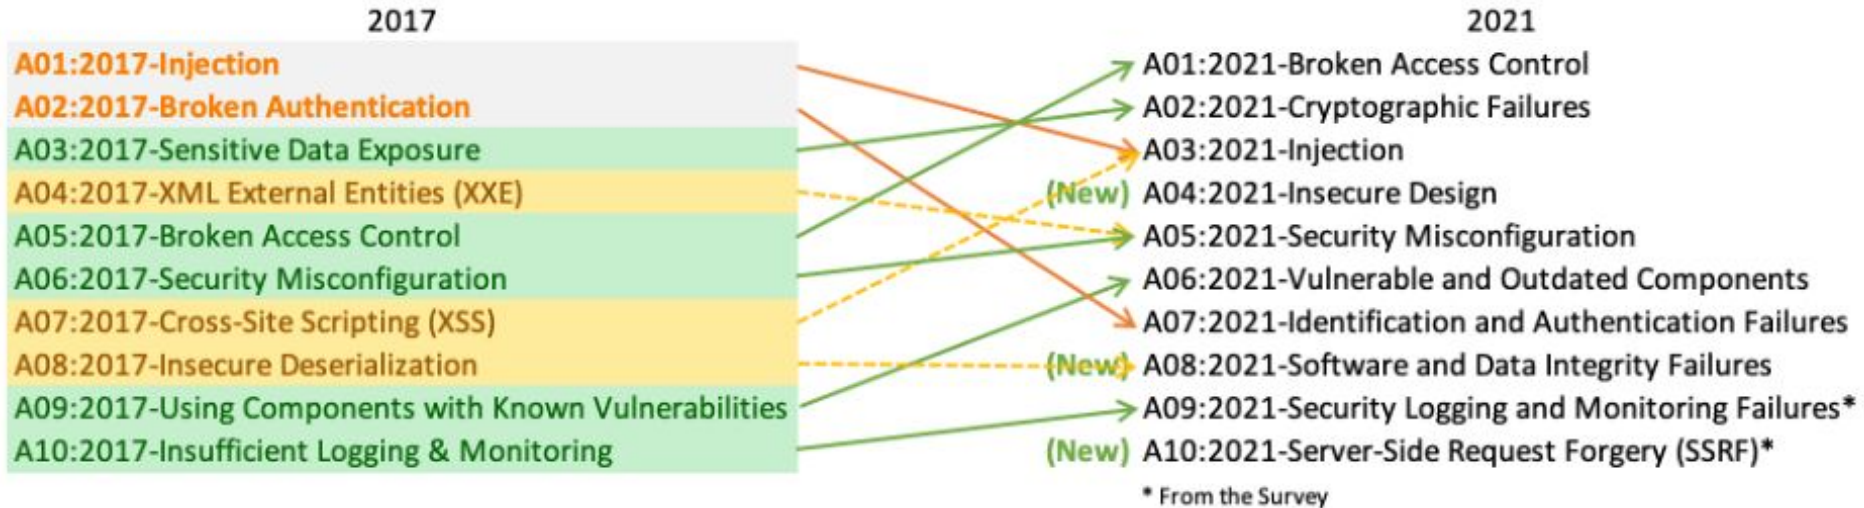 2017
A01:2017-Injection
A02:2017-Broken Authentication
A03:2017-Sensitive Data Exposure
A04:2017-XML External Entities (XXE)
A05:2017-Broken Access Control
A06:2017-Security Misconfiguration
A07:2017-Cross-Site Scripting (XSS)
A08:2017-Insecure Deserialization
A09:2017-Using Components with Known Vulnerabilities
A10:2017-Insufficient Logging & Monitoring
2021
A01:2021-Broken Access Control
A02:2021-Cryptographic Failures
A03:2021-Injection
(New) A04:2021-Insecure Design
A05:2021-Security Misconfiguration
A06:2021-Vulnerable and Outdated Components
A07:2021-Identification and Authentication Failures
(New) A08:2021-Software and Data Integrity Failures
A09:2021-Security Logging and Monitoring Failures*
(New) A10:2021-Server-Side Request Forgery (SSRF)*
* From the Survey